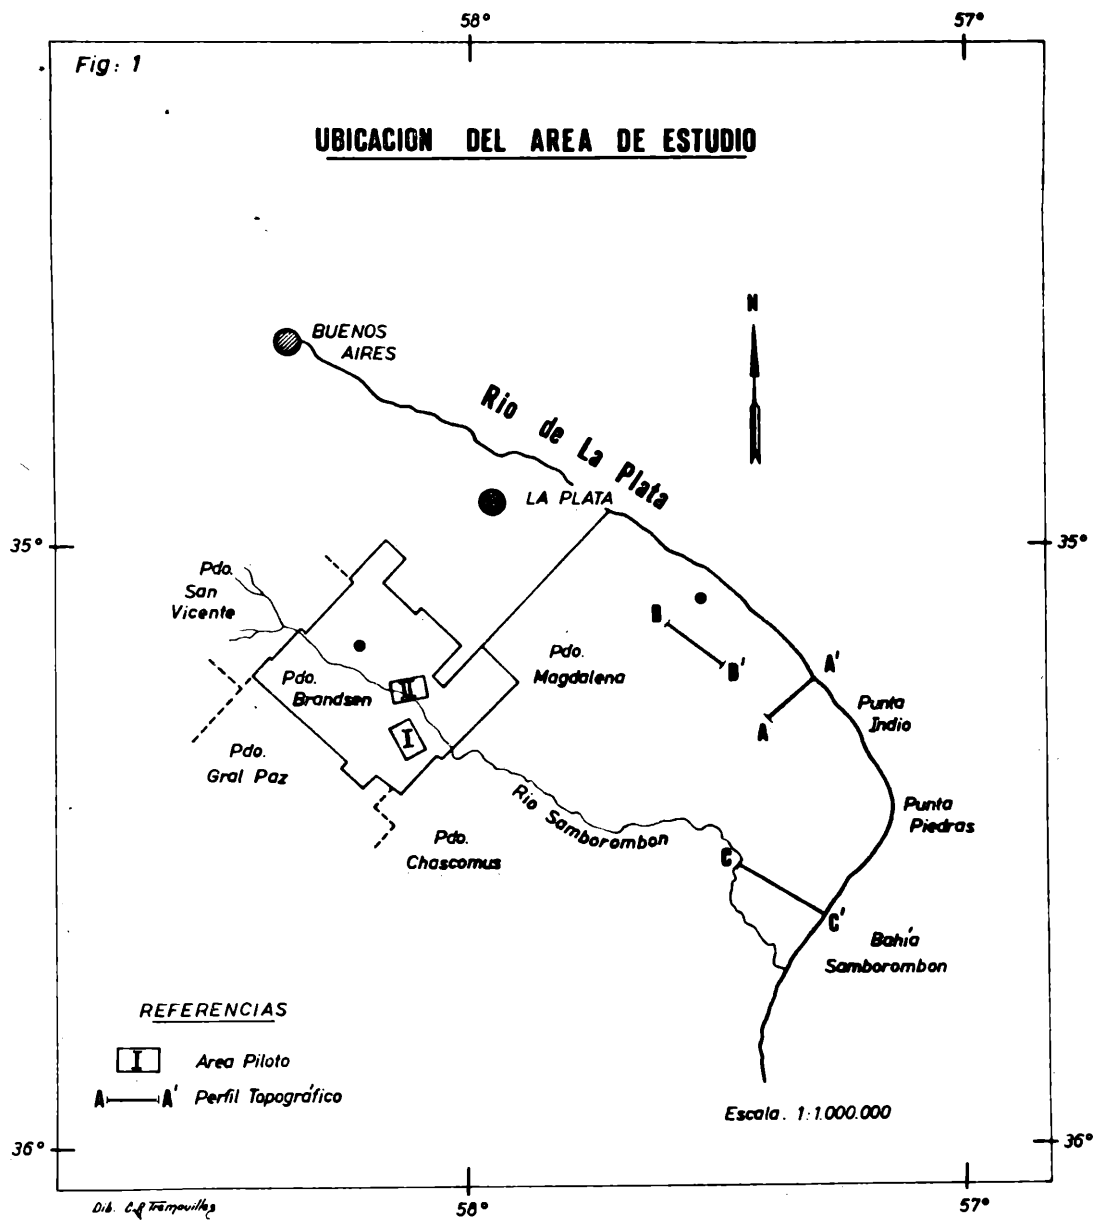 58°
57°
Fig: 1
UBICACION DEL AREA DE ESTUDIO
N
BUENOS
AIRES
Rio de La Plata
LA PLATA
35°
35°
Pdo.
San
Vicente
B
B'
A'
A
Pdo.
Magdalena
Pdo.
Brandsen
II
I
Punta
Indio
Pdo.
Gral Paz
Rio Samborombon
Punta
Piedras
Pdo.
Chascomus
C
C'
Bahía
Samborombon
REFERENCIAS
I Area Piloto
A A' Perfil Topográfico
Escala. 1:1.000.000
36°
36°
Dib.
58°
57°